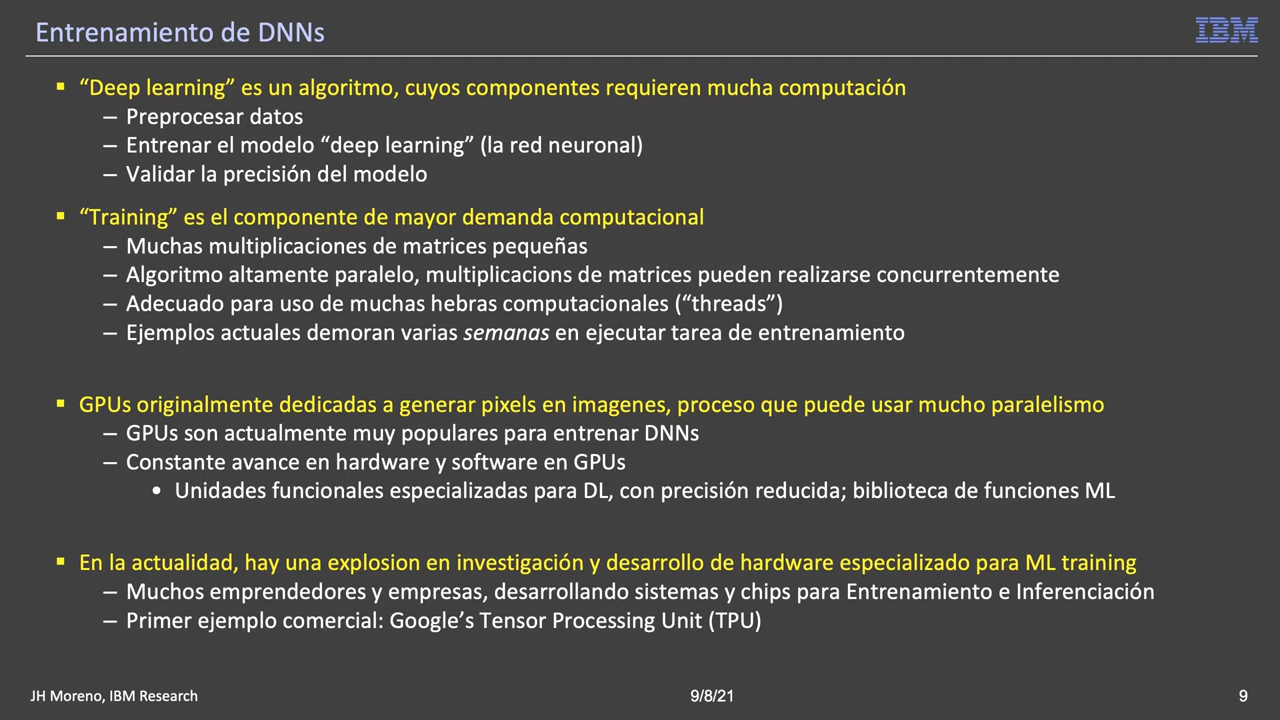 Entrenamiento de DNNs
IBM
▪ “Deep learning” es un algoritmo, cuyos componentes requieren mucha computación
– Preprocesar datos
– Entrenar el modelo “deep learning” (la red neuronal)
– Validar la precisión del modelo
▪ “Training” es el componente de mayor demanda computacional
– Muchas multiplicaciones de matrices pequeñas
– Algoritmo altamente paralelo, multiplicacions de matrices pueden realizarse concurrentemente
– Adecuado para uso de muchas hebras computacionales (“threads”)
– Ejemplos actuales demoran varias semanas en ejecutar tarea de entrenamiento
▪ GPUs originalmente dedicadas a generar pixels en imagenes, proceso que puede usar mucho paralelismo
– GPUs son actualmente muy populares para entrenar DNNs
– Constante avance en hardware y software en GPUs
• Unidades funcionales especializadas para DL, con precisión reducida; biblioteca de funciones ML
▪ En la actualidad, hay una explosion en investigación y desarrollo de hardware especializado para ML training
– Muchos emprendedores y empresas, desarrollando sistemas y chips para Entrenamiento e Inferenciación
– Primer ejemplo comercial: Google’s Tensor Processing Unit (TPU)
JH Moreno, IBM Research
9/8/21
9